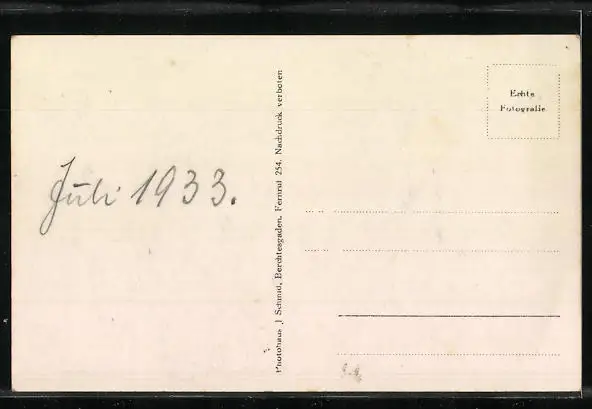 Juli 1933.
Photohaus J Schmid, Berchtesgaden, Fernruf 254. Nachdruck verboten
Echte
Fotografie